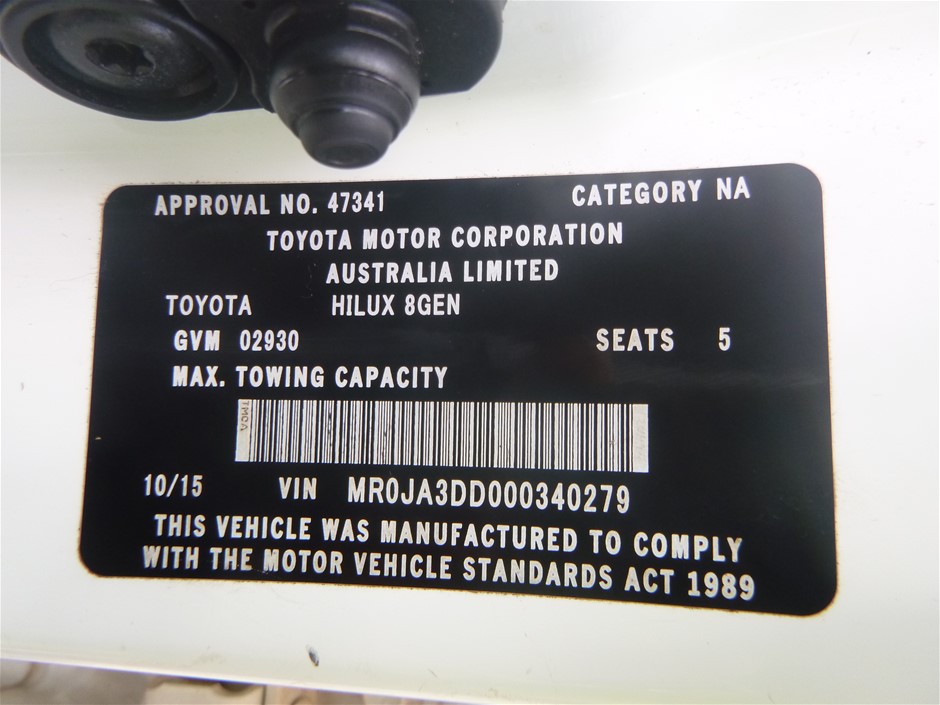 APPROVAL NO. 47341 CATEGORY NA
TOYOTA MOTOR CORPORATION
AUSTRALIA LIMITED
TOYOTA HILUX 8GEN
GVM 02930 SEATS 5
MAX. TOWING CAPACITY
TMCA
10/15 VIN MR0JA3DD000340279
THIS VEHICLE WAS MANUFACTURED TO COMPLY
WITH THE MOTOR VEHICLE STANDARDS ACT 1989